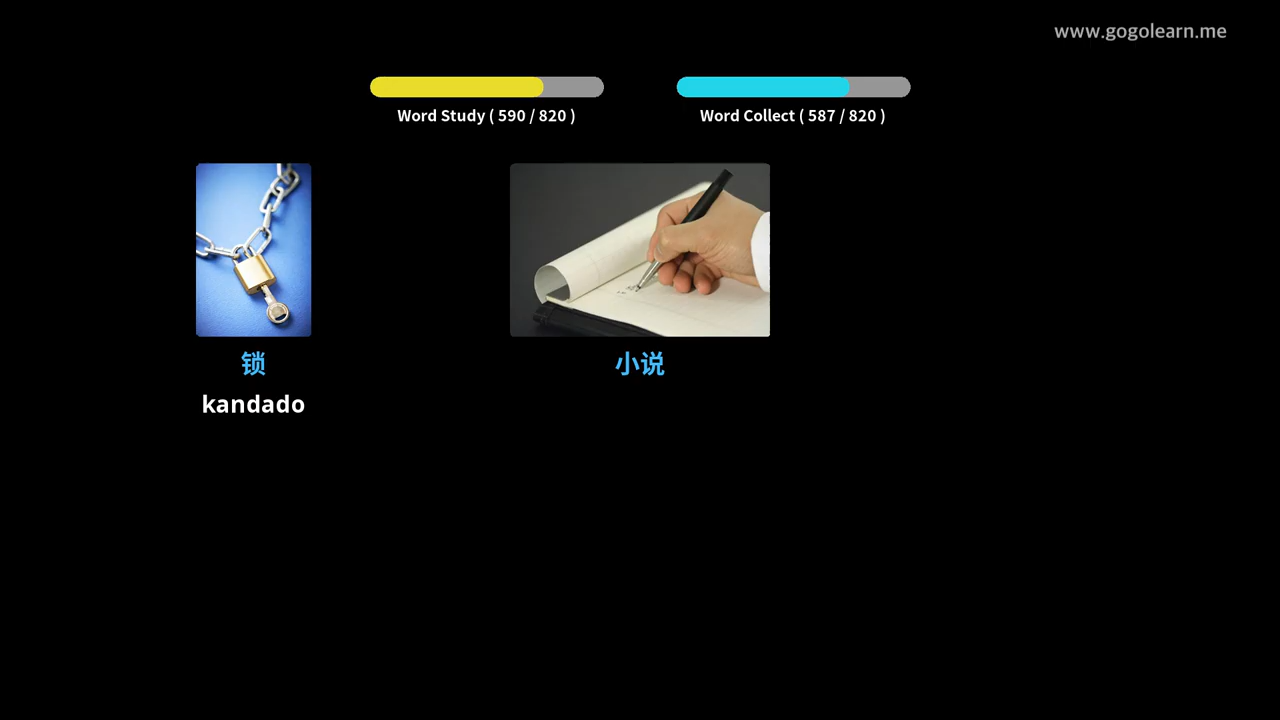 www.gogolearn.me
Word Study ( 590 / 820 )
Word Collect ( 587 / 820 )
锁
小说
kandado